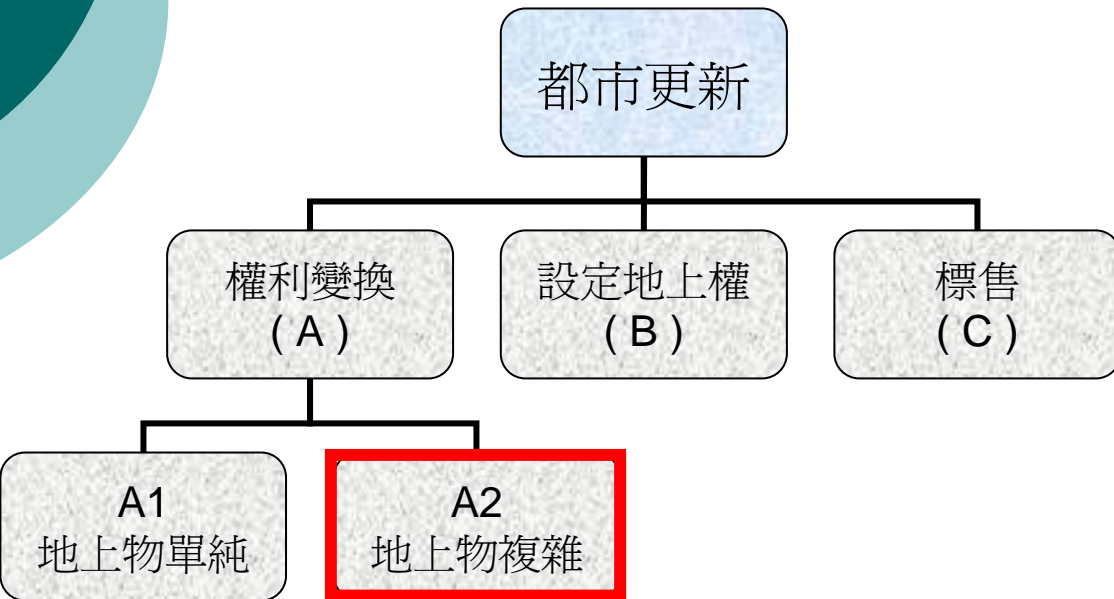 都市更新
權利變換
( A )
設定地上權
( B )
標售
( C )
A1
地上物單純
A2
地上物複雜